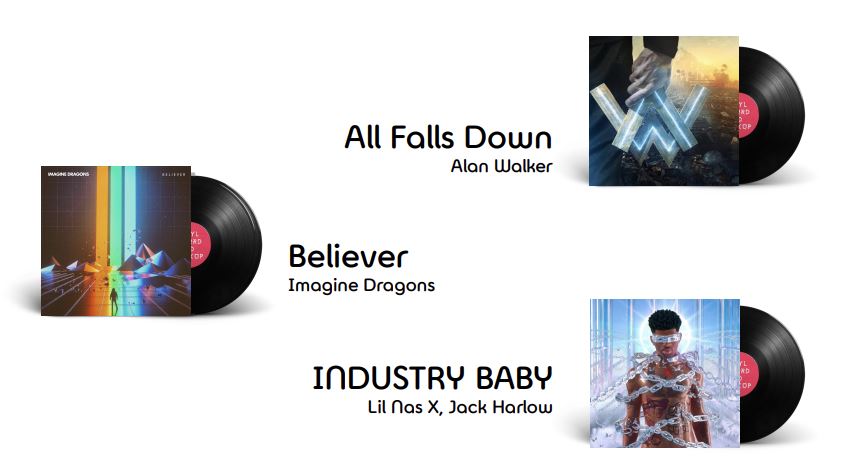 All Falls Down
Alan Walker
IMAGINE DRAGONS
BELIEVER
Believer
Imagine Dragons
INDUSTRY BABY
Lil Nas X, Jack Harlow